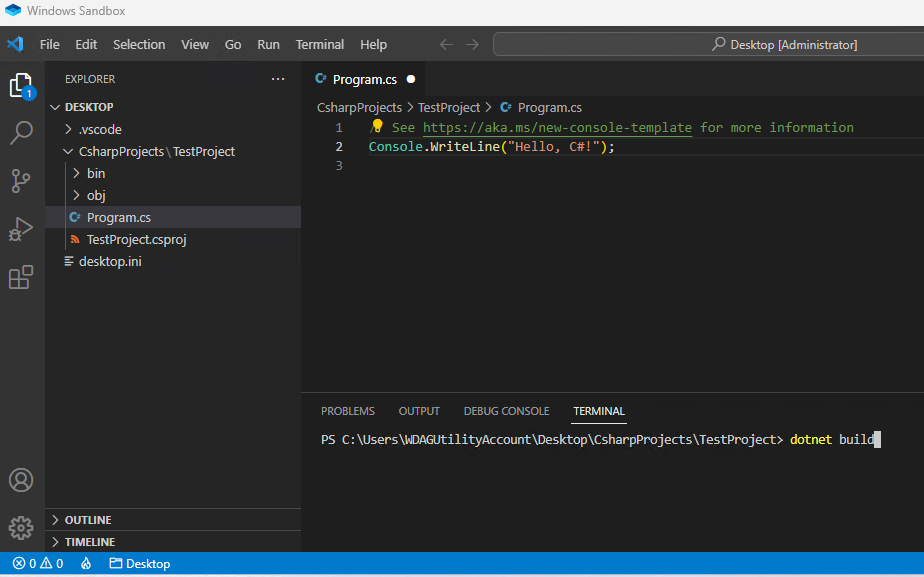 Windows Sandbox
File Edit Selection View Go Run Terminal Help
Desktop [Administrator]
EXPLORER
1
DESKTOP
.vscode
CsharpProjects\TestProject
bin
obj
Program.cs
TestProject.csproj
desktop.ini
OUTLINE
TIMELINE
Program.cs
CsharpProjects > TestProject > Program.cs
1 // See https://aka.ms/new-console-template for more information
2 Console.WriteLine("Hello, C#!");
3
PROBLEMS OUTPUT DEBUG CONSOLE TERMINAL
PS C:\Users\WDAGUtilityAccount\Desktop\CsharpProjects\TestProject> dotnet build
0 0 Desktop